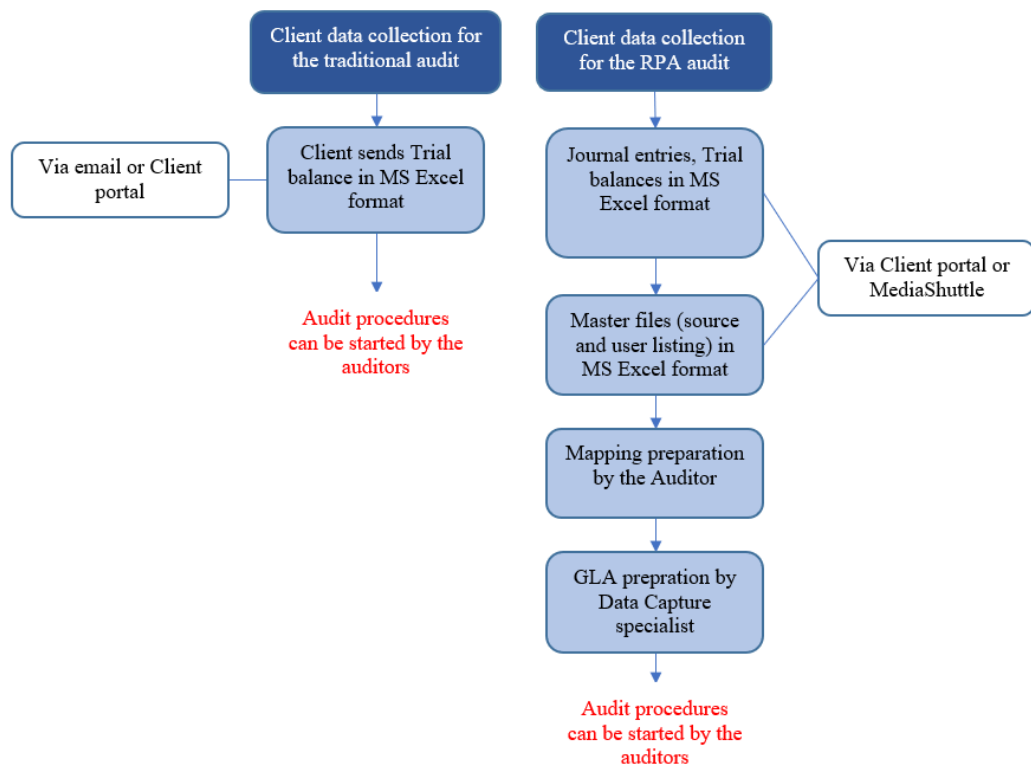 Client data collection for
the traditional audit
Client data collection
for the RPA audit
Via email or Client
portal
Client sends Trial
balance in MS Excel
format
Audit procedures
can be started by the
auditors
Journal entries, Trial
balances in MS
Excel format
Via Client portal or
MediaShuttle
Master files (source
and user listing) in
MS Excel format
Mapping preparation
by the Auditor
GLA prepration by
Data Capture
specialist
Audit procedures
can be started by the
auditors